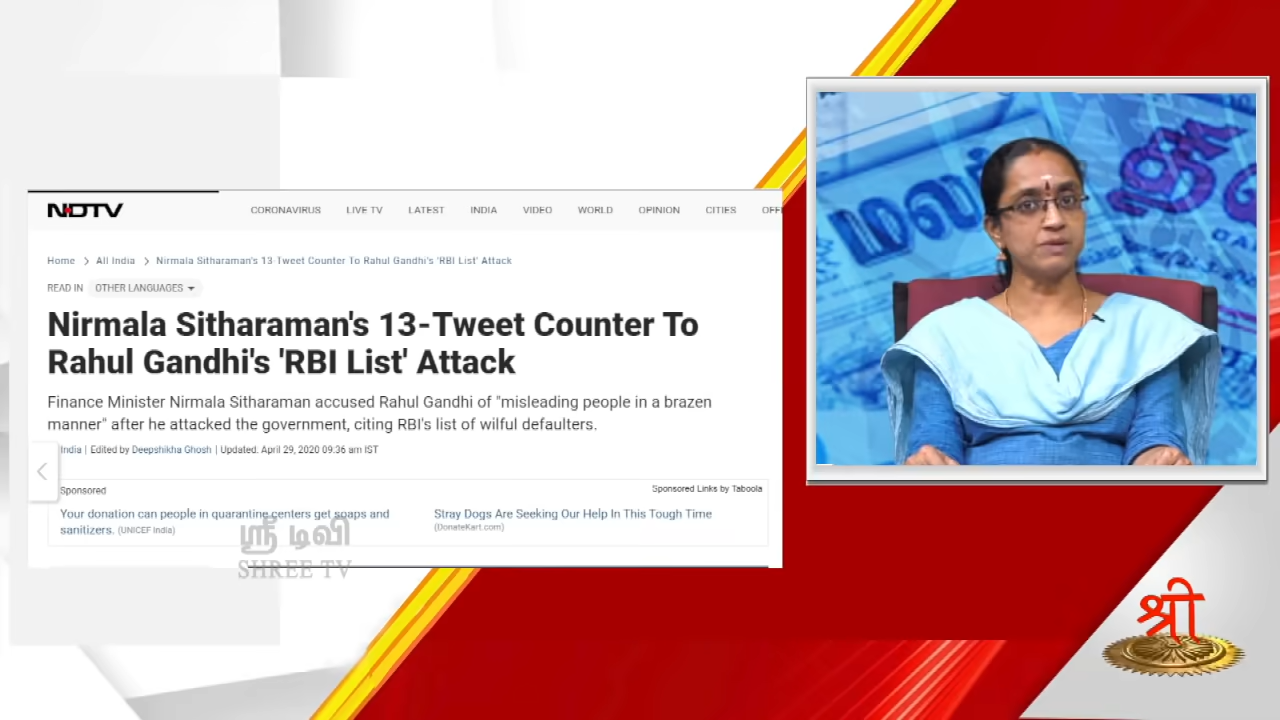 NDTV
CORONAVIRUS LIVE TV LATEST INDIA VIDEO WORLD OPINION CITIES OFF
Home > All India > Nirmala Sitharaman's 13-Tweet Counter To Rahul Gandhi's 'RBI List' Attack
READ IN OTHER LANGUAGES
Nirmala Sitharaman's 13-Tweet Counter To
Rahul Gandhi's 'RBI List' Attack
Finance Minister Nirmala Sitharaman accused Rahul Gandhi of "misleading people in a brazen
manner" after he attacked the government, citing RBI's list of wilful defaulters.
India | Edited by Deepshikha Ghosh | Updated: April 29, 2020 09:36 am IST
Sponsored
Sponsored Links by Taboola
Your donation can people in quarantine centers get soaps and
sanitizers. (UNICEF India)
Stray Dogs Are Seeking Our Help In This Tough Time
(DonateKart.com)
ஸ்ரீ டிவி
SHREE TV
மலர்
श्री